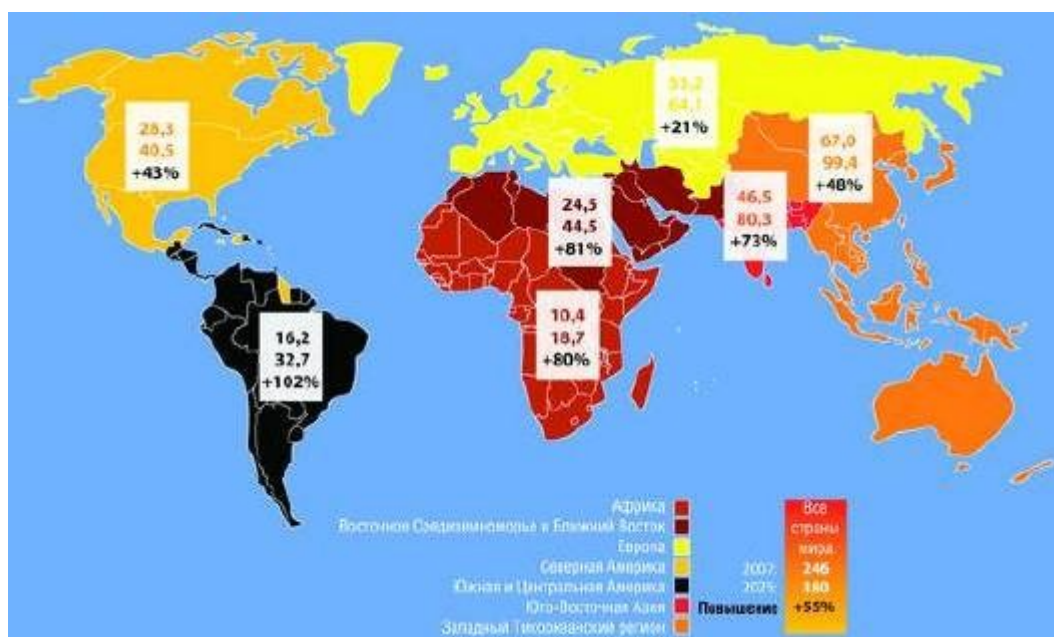 28,3
40,5
+43%
53,2
64,1
+21%
67,0
99,4
+48%
24,5
44,5
+81%
46,5
80,3
+73%
16,2
32,7
+102%
10,4
18,7
+80%
Африка
Восточное Средиземноморье и Ближний Восток
Европа
Северная Америка
Южная и Центральная Америка
Юго-Восточная Азия
Западный Тихоокеанский регион
Все
страны
мира
2007: 246
2025: 380
Повышение +55%